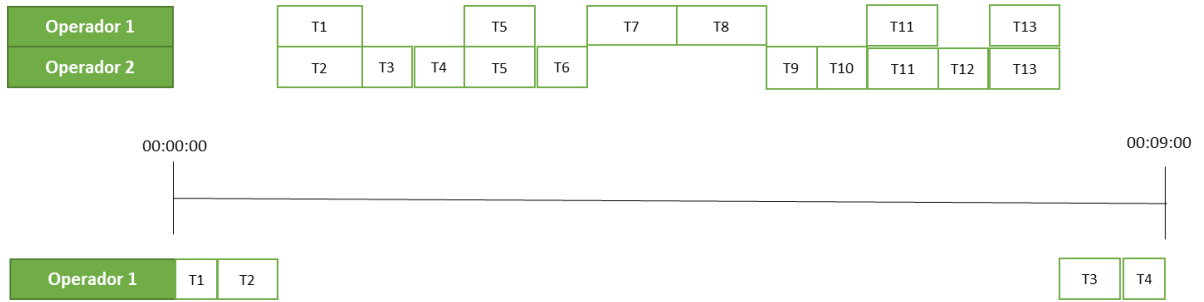 Operador 1 T1 T5 T7 T8 T11 T13
Operador 2 T2 T3 T4 T5 T6 T9 T10 T11 T12 T13
00:00:00 00:09:00
Operador 1 T1 T2 T3 T4